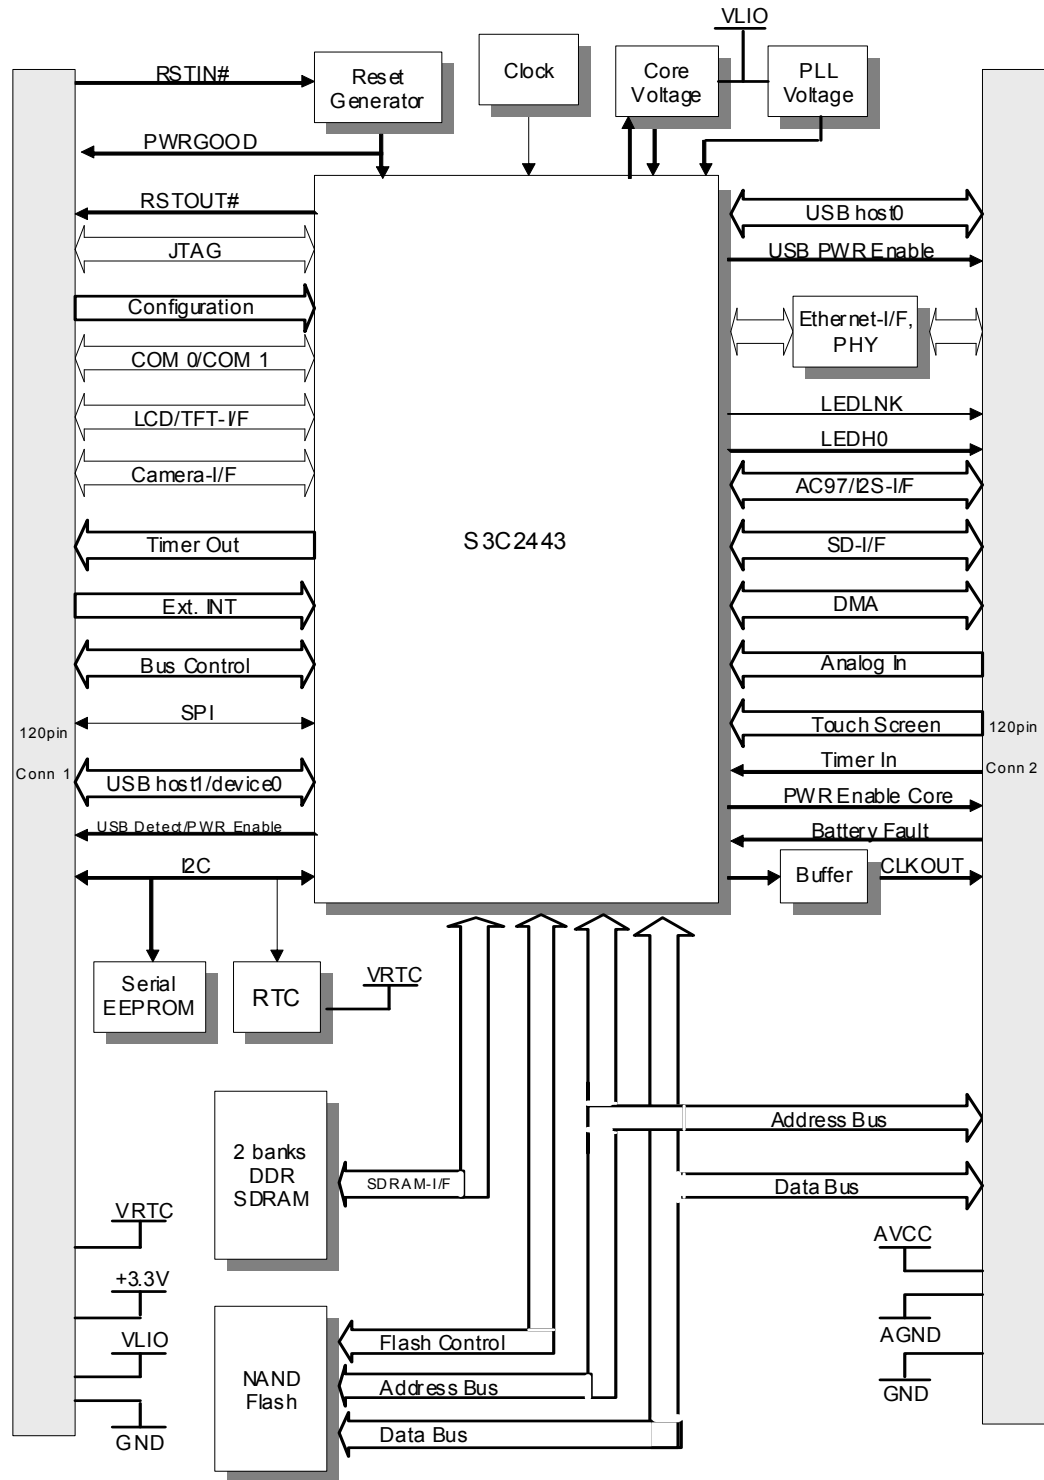 VLIO
RSTIN#
Reset
Generator
Clock
Core
Voltage
PLL
Voltage
PWRGOOD
RSTOUT#
JTAG
Configuration
COM 0/COM 1
LCD/TFT-I/F
Camera-I/F
Timer Out
Ext. INT
Bus Control
SPI
120pin
Conn 1
USB host1/device0
USB Detect/PWR Enable
I2C
S3C2443
USB host0
USB PWR Enable
Ethernet-I/F,
PHY
LEDLNK
LEDH0
AC97/I2S-I/F
SD-I/F
DMA
Analog In
Touch Screen
120pin
Conn 2
Timer In
PWR Enable Core
Battery Fault
Buffer
CLKOUT
Serial
EEPROM
RTC
VRTC
2 banks
DDR
SDRAM
SDRAM-I/F
Address Bus
Data Bus
VRTC
+3.3V
VLIO
GND
NAND
Flash
Flash Control
Address Bus
Data Bus
AVCC
AGND
GND